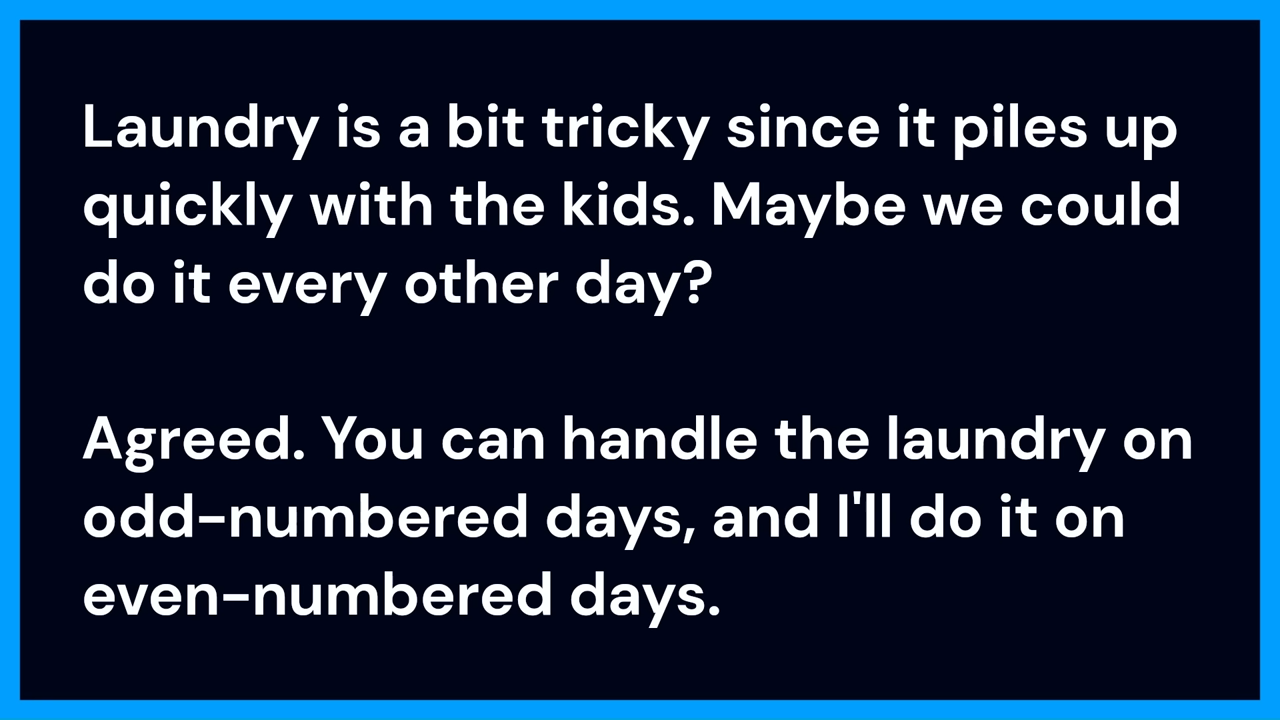 Laundry is a bit tricky since it piles up
quickly with the kids. Maybe we could
do it every other day?
Agreed. You can handle the laundry on
odd-numbered days, and I'll do it on
even-numbered days.